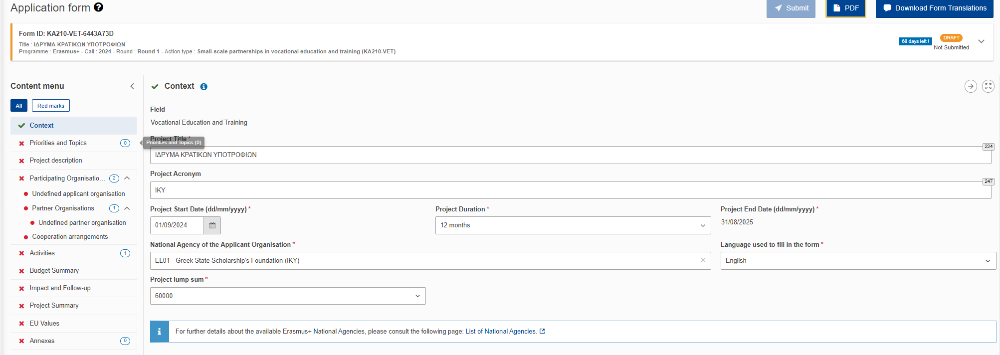 Application form
Submit
PDF
Download Form Translations
Form ID: KA210-VET-6443A73D
Title : ΙΔΡΥΜΑ ΚΡΑΤΙΚΩΝ ΥΠΟΤΡΟΦΙΩΝ
Programme : Erasmus+ - Call : 2024 - Round : Round 1 - Action type : Small-scale partnerships in vocational education and training (KA210-VET)
68 days left !
DRAFT
Not Submitted
Content menu
All
Red marks
Context
Priorities and Topics 0
Project description
Participating Organisatio... 2
Undefined applicant organisation
Partner Organisations 1
Undefined partner organisation
Cooperation arrangements
Activities 1
Budget Summary
Impact and Follow-up
Project Summary
EU Values
Annexes 0
Context
Field
Vocational Education and Training
Project Title *
Priorities and Topics (0)
224
ΙΔΡΥΜΑ ΚΡΑΤΙΚΩΝ ΥΠΟΤΡΟΦΙΩΝ
Project Acronym
247
IKY
Project Start Date (dd/mm/yyyy) *
01/09/2024
Project Duration *
12 months
Project End Date (dd/mm/yyyy) *
31/08/2025
National Agency of the Applicant Organisation *
EL01 - Greek State Scholarship's Foundation (IKY)
Language used to fill in the form *
English
Project lump sum *
60000
For further details about the available Erasmus+ National Agencies, please consult the following page: List of National Agencies.